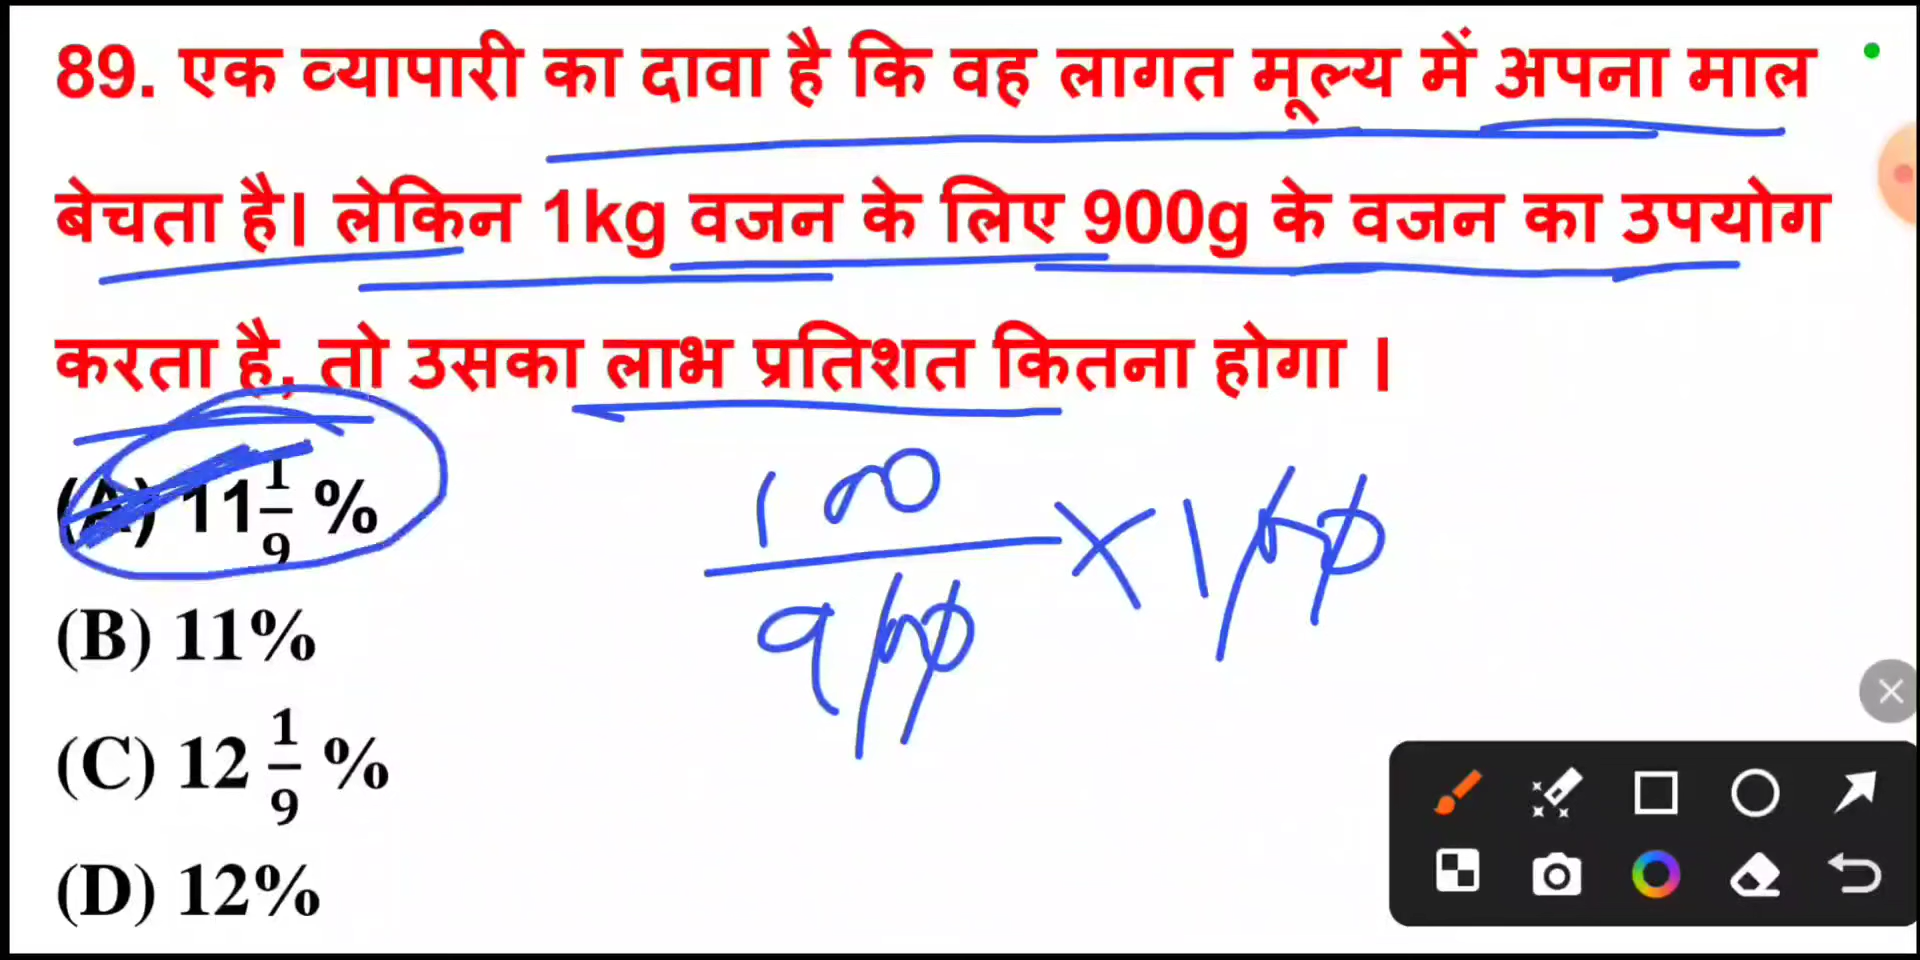 89. एक व्यापारी का दावा है कि वह लागत मूल्य में अपना माल
बेचता है। लेकिन 1kg वजन के लिए 900g के वजन का उपयोग
करता है, तो उसका लाभ प्रतिशत कितना होगा ।
(A) 11 1/9 %
(B) 11%
(C) 12 1/9 %
(D) 12%
100/900 × 100